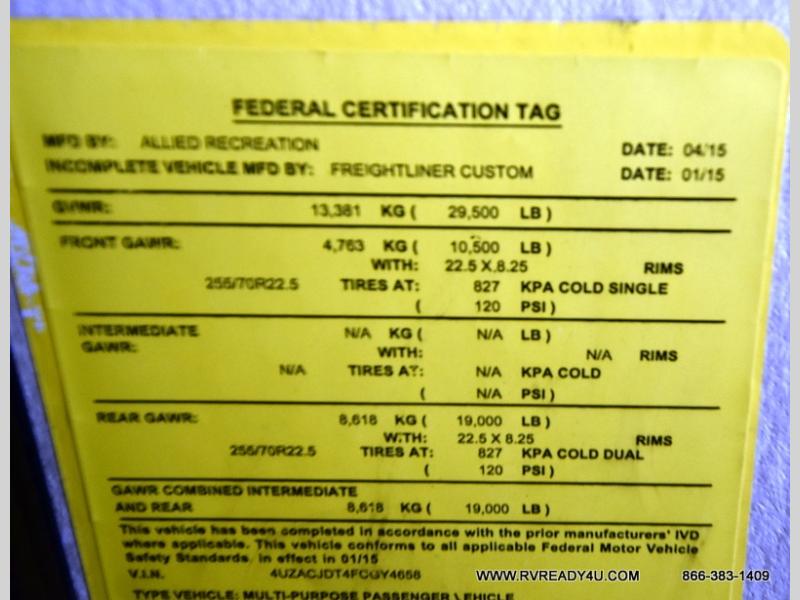 FEDERAL CERTIFICATION TAG
MFD BY: ALLIED RECREATION DATE: 04/15
INCOMPLETE VEHICLE MFD BY: FREIGHTLINER CUSTOM DATE: 01/15
GVWR: 13,381 KG ( 29,500 LB )
FRONT GAWR: 4,763 KG ( 10,500 LB )
WITH: 22.5 X 8.25 RIMS
255/70R22.5 TIRES AT: 827 KPA COLD SINGLE
( 120 PSI )
INTERMEDIATE N/A KG ( N/A LB )
GAWR: WITH: N/A RIMS
N/A TIRES AT: N/A KPA COLD
( N/A PSI )
REAR GAWR: 8,618 KG ( 19,000 LB )
WITH: 22.5 X 8.25 RIMS
255/70R22.5 TIRES AT: 827 KPA COLD DUAL
( 120 PSI )
GAWR COMBINED INTERMEDIATE
AND REAR 8,618 KG ( 19,000 LB )
This vehicle has been completed in accordance with the prior manufacturers' IVD
where applicable. This vehicle conforms to all applicable Federal Motor Vehicle
Safety Standards, in effect in 01/15
V.I.N. 4UZACJDT4FCGY4658
TYPE VEHICLE: MULTI-PURPOSE PASSENGER VEHICLE
WWW.RVREADY4U.COM 866-383-1409